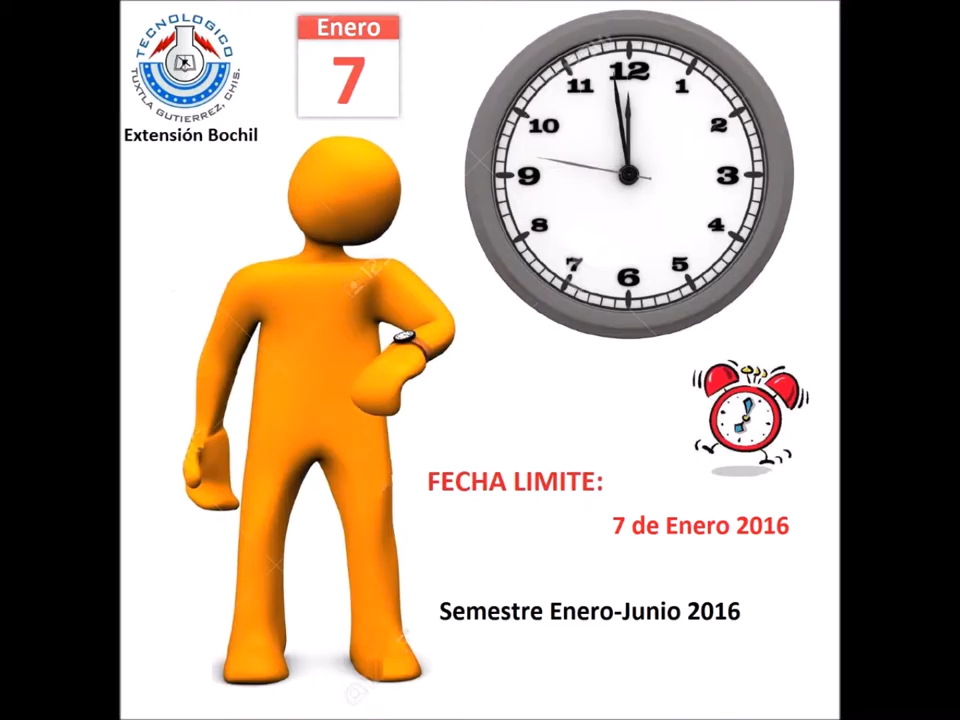 TECNOLOGICO
TUXTLA GUTIERREZ, CHIS.
Extensión Bochil
Enero
7
12
1
2
3
4
5
6
7
8
9
10
11
FECHA LIMITE:
7 de Enero 2016
Semestre Enero-Junio 2016